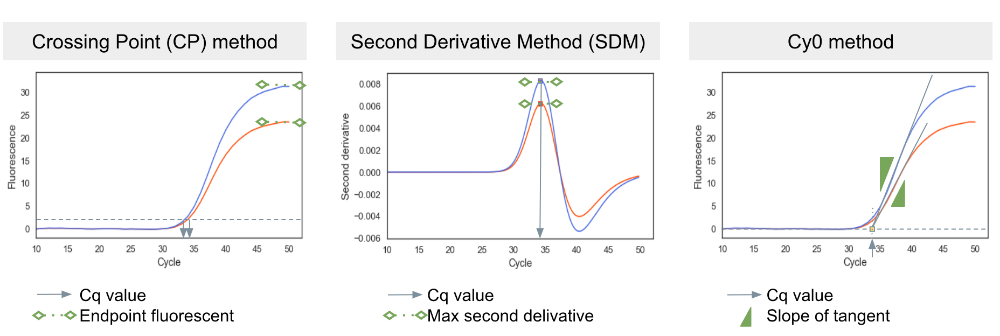 Crossing Point (CP) method
Second Derivative Method (SDM)
Cy0 method
Fluorescence
30
25
20
15
10
5
0
10 15 20 25 30 35 40 45 50
Cycle
Second derivative
0.008
0.006
0.004
0.002
0.000
−0.002
−0.004
−0.006
10 15 20 25 30 35 40 45 50
Cycle
Fluorescence
30
25
20
15
10
5
0
10 15 20 25 30 35 40 45 50
Cycle
Cq value
Endpoint fluorescent
Cq value
Max second delivative
Cq value
Slope of tangent